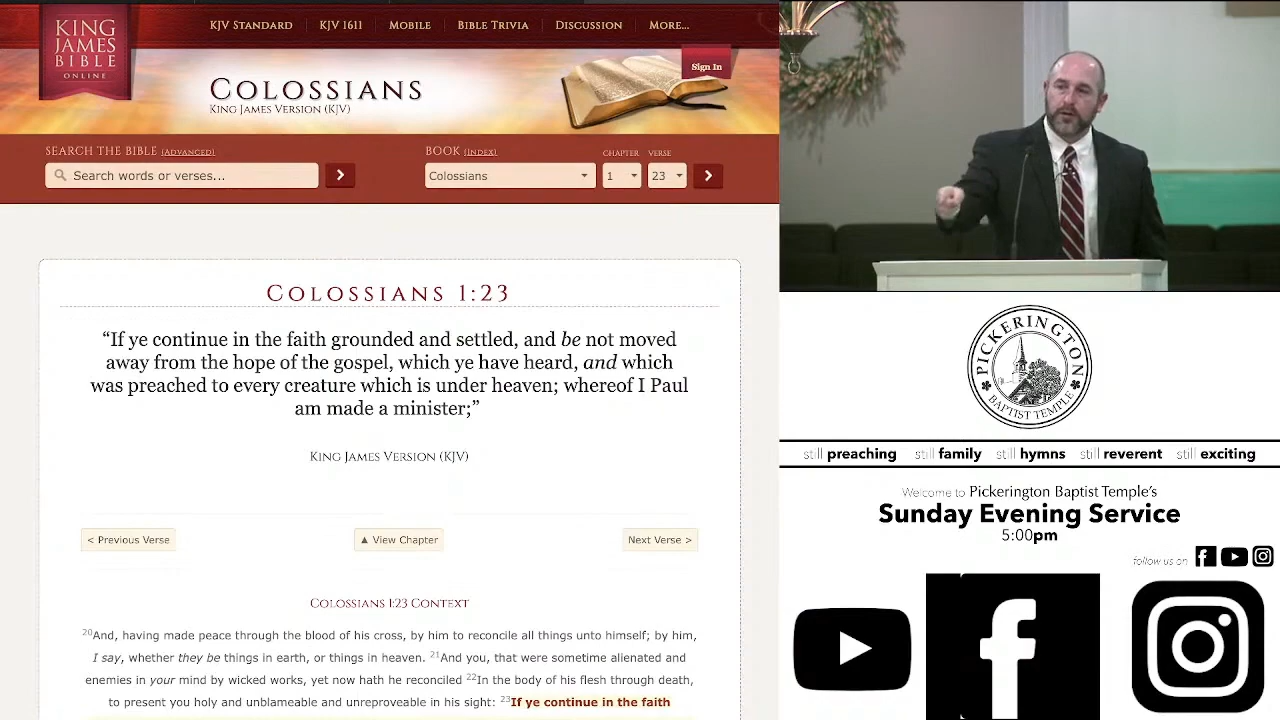 KING
JAMES
BIBLE
ONLINE
KJV STANDARD
KJV 1611
MOBILE
BIBLE TRIVIA
DISCUSSION
MORE...
Sign In
COLOSSIANS
KING JAMES VERSION (KJV)
SEARCH THE BIBLE (ADVANCED)
BOOK (INDEX)
CHAPTER
VERSE
Search words or verses...
Colossians
1
23
COLOSSIANS 1:23
“If ye continue in the faith grounded and settled, and be not moved
away from the hope of the gospel, which ye have heard, and which
was preached to every creature which is under heaven; whereof I Paul
am made a minister;”
KING JAMES VERSION (KJV)
< Previous Verse
▲ View Chapter
Next Verse >
COLOSSIANS 1:23 CONTEXT
20And, having made peace through the blood of his cross, by him to reconcile all things unto himself; by him,
I say, whether they be things in earth, or things in heaven. 21And you, that were sometime alienated and
enemies in your mind by wicked works, yet now hath he reconciled 22In the body of his flesh through death,
to present you holy and unblameable and unreproveable in his sight: 23If ye continue in the faith
PICKERINGTON
BAPTIST TEMPLE
still preaching still family still hymns still reverent still exciting
Welcome to Pickerington Baptist Temple's
Sunday Evening Service
5:00pm
follow us on